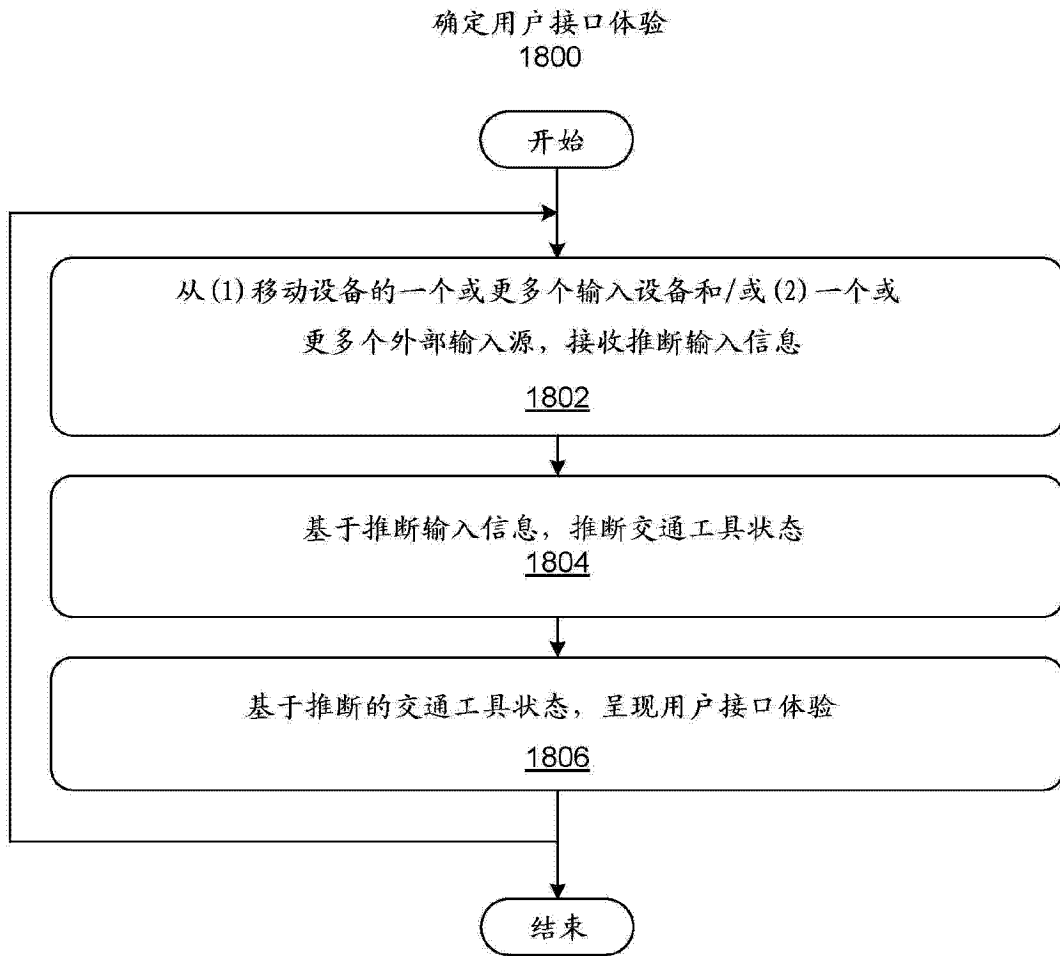 确定用户接口体验
1800
开始
从(1)移动设备的一个或更多个输入设备和/或(2)一个或
更多个外部输入源，接收推断输入信息
1802
基于推断输入信息，推断交通工具状态
1804
基于推断的交通工具状态，呈现用户接口体验
1806
结束